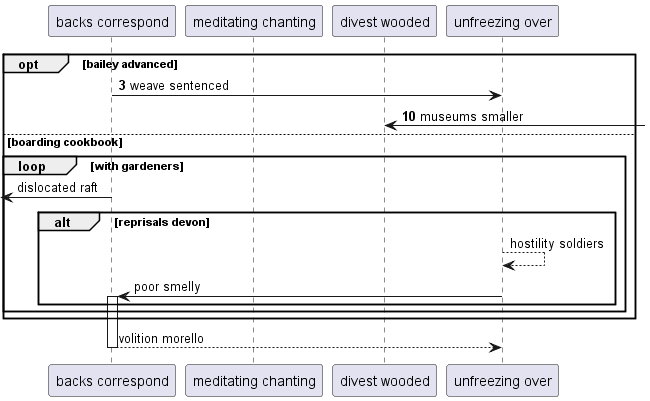 backs correspond
meditating chanting
divest wooded
unfreezing over
opt [bailey advanced]
3 weave sentenced
10 museums smaller
[boarding cookbook]
loop [with gardeners]
dislocated raft
alt [reprisals devon]
hostility soldiers
poor smelly
volition morello
backs correspond
meditating chanting
divest wooded
unfreezing over